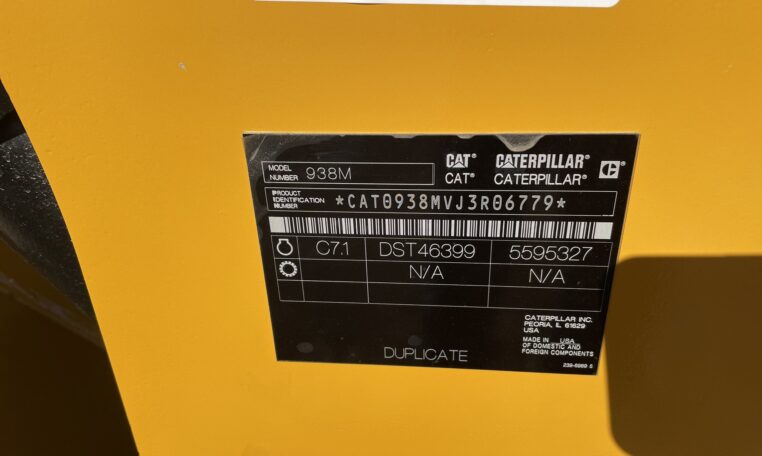 MODEL NUMBER 938M
CAT® CATERPILLAR®
CAT® CATERPILLAR®
C
PRODUCT IDENTIFICATION NUMBER *CAT0938MVJ3R06779*
C7.1 DST46399 5595327
N/A N/A
CATERPILLAR INC.
PEORIA, IL 61629
USA
MADE IN USA
OF DOMESTIC AND
FOREIGN COMPONENTS
DUPLICATE